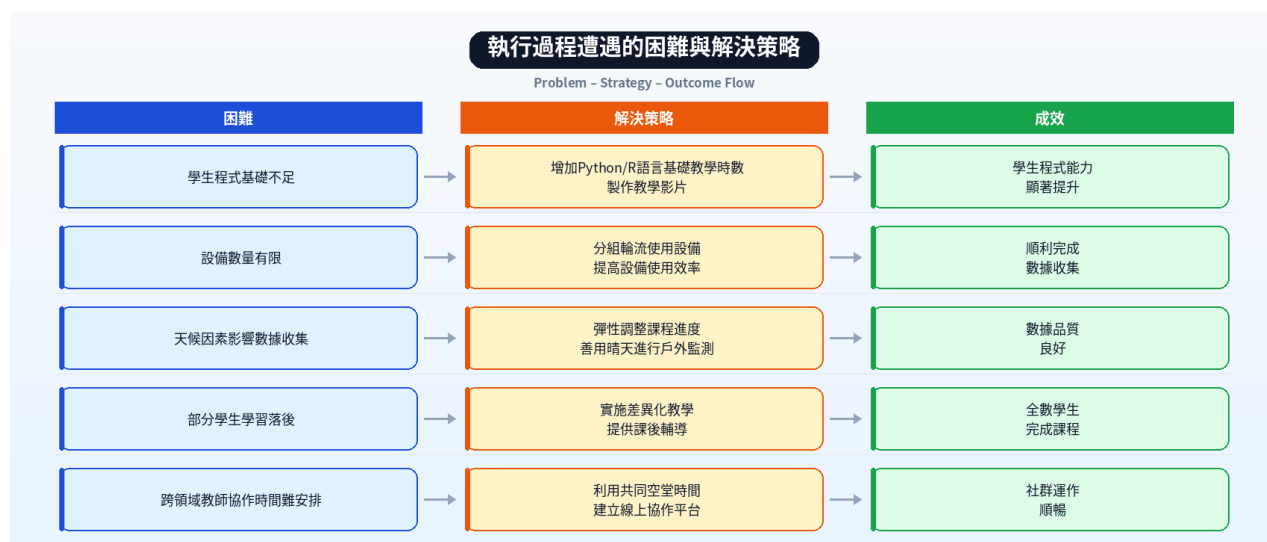 執行過程遭遇的困難與解決策略
Problem – Strategy – Outcome Flow
困難
解決策略
成效
學生程式基礎不足
增加Python/R語言基礎教學時數
製作教學影片
學生程式能力
顯著提升
設備數量有限
分組輪流使用設備
提高設備使用效率
順利完成
數據收集
天候因素影響數據收集
彈性調整課程進度
善用晴天進行戶外監測
數據品質
良好
部分學生學習落後
實施差異化教學
提供課後輔導
全數學生
完成課程
跨領域教師協作時間難安排
利用共同空堂時間
建立線上協作平台
社群運作
順暢